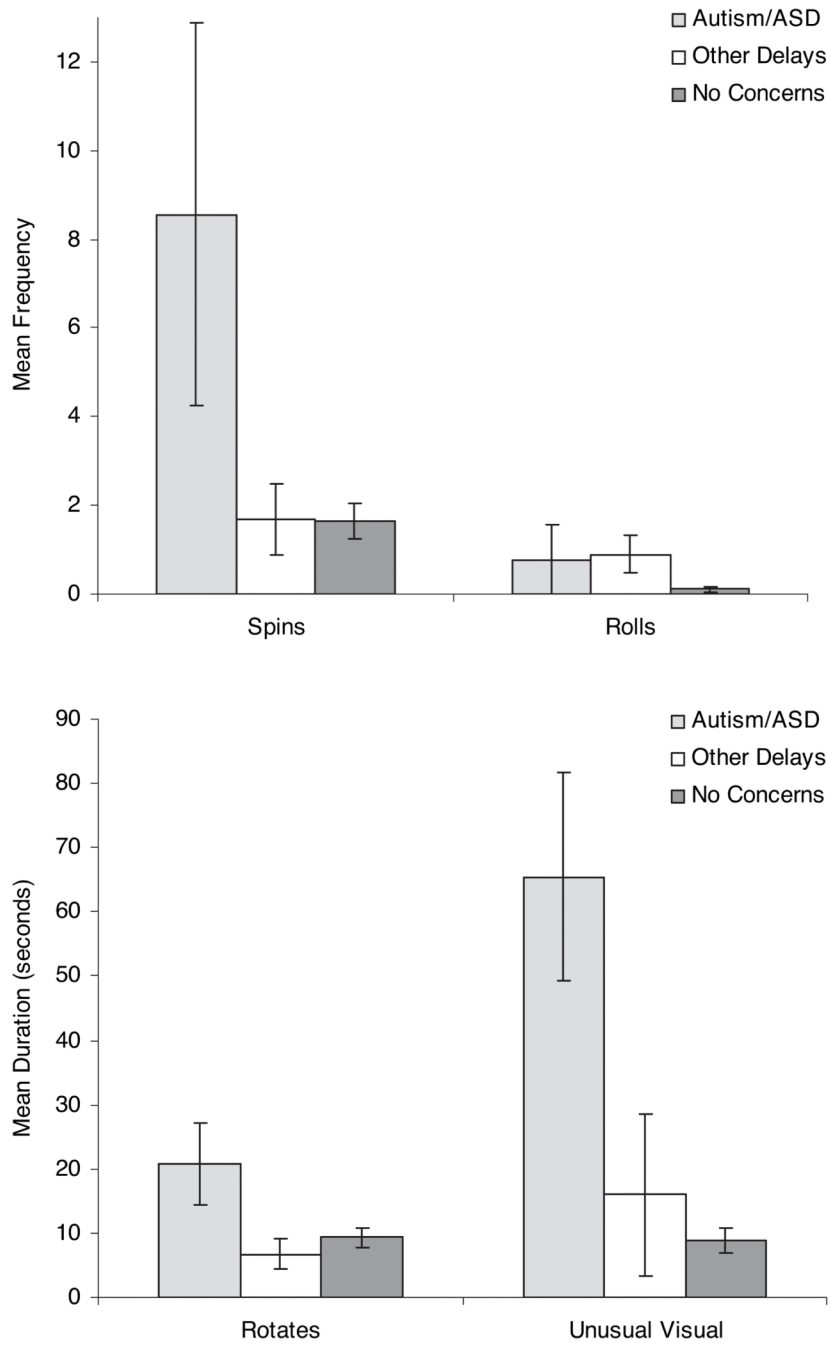 Autism/ASD
Other Delays
No Concerns
Mean Frequency
12
10
8
6
4
2
0
Spins
Rolls
Autism/ASD
Other Delays
No Concerns
Mean Duration (seconds)
90
80
70
60
50
40
30
20
10
0
Rotates
Unusual Visual